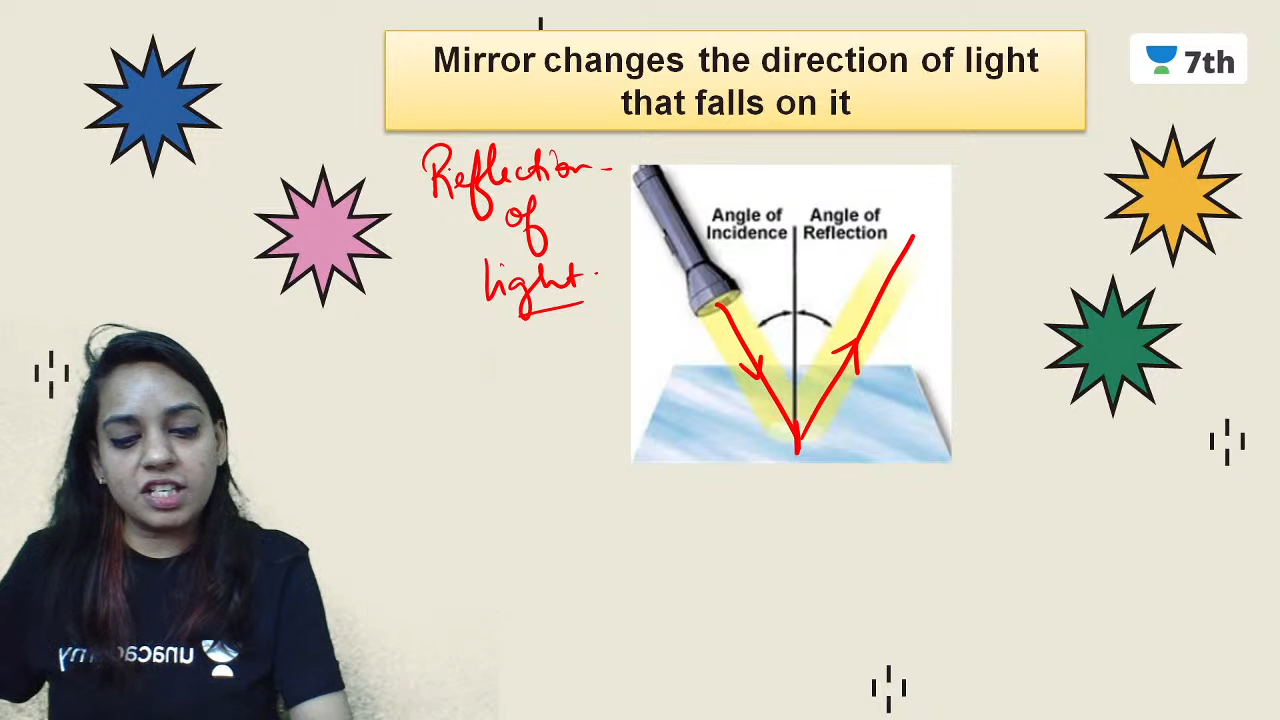 Mirror changes the direction of light
that falls on it
7th
Reflection
of
light.
Angle of
Incidence
Angle of
Reflection
unacademy